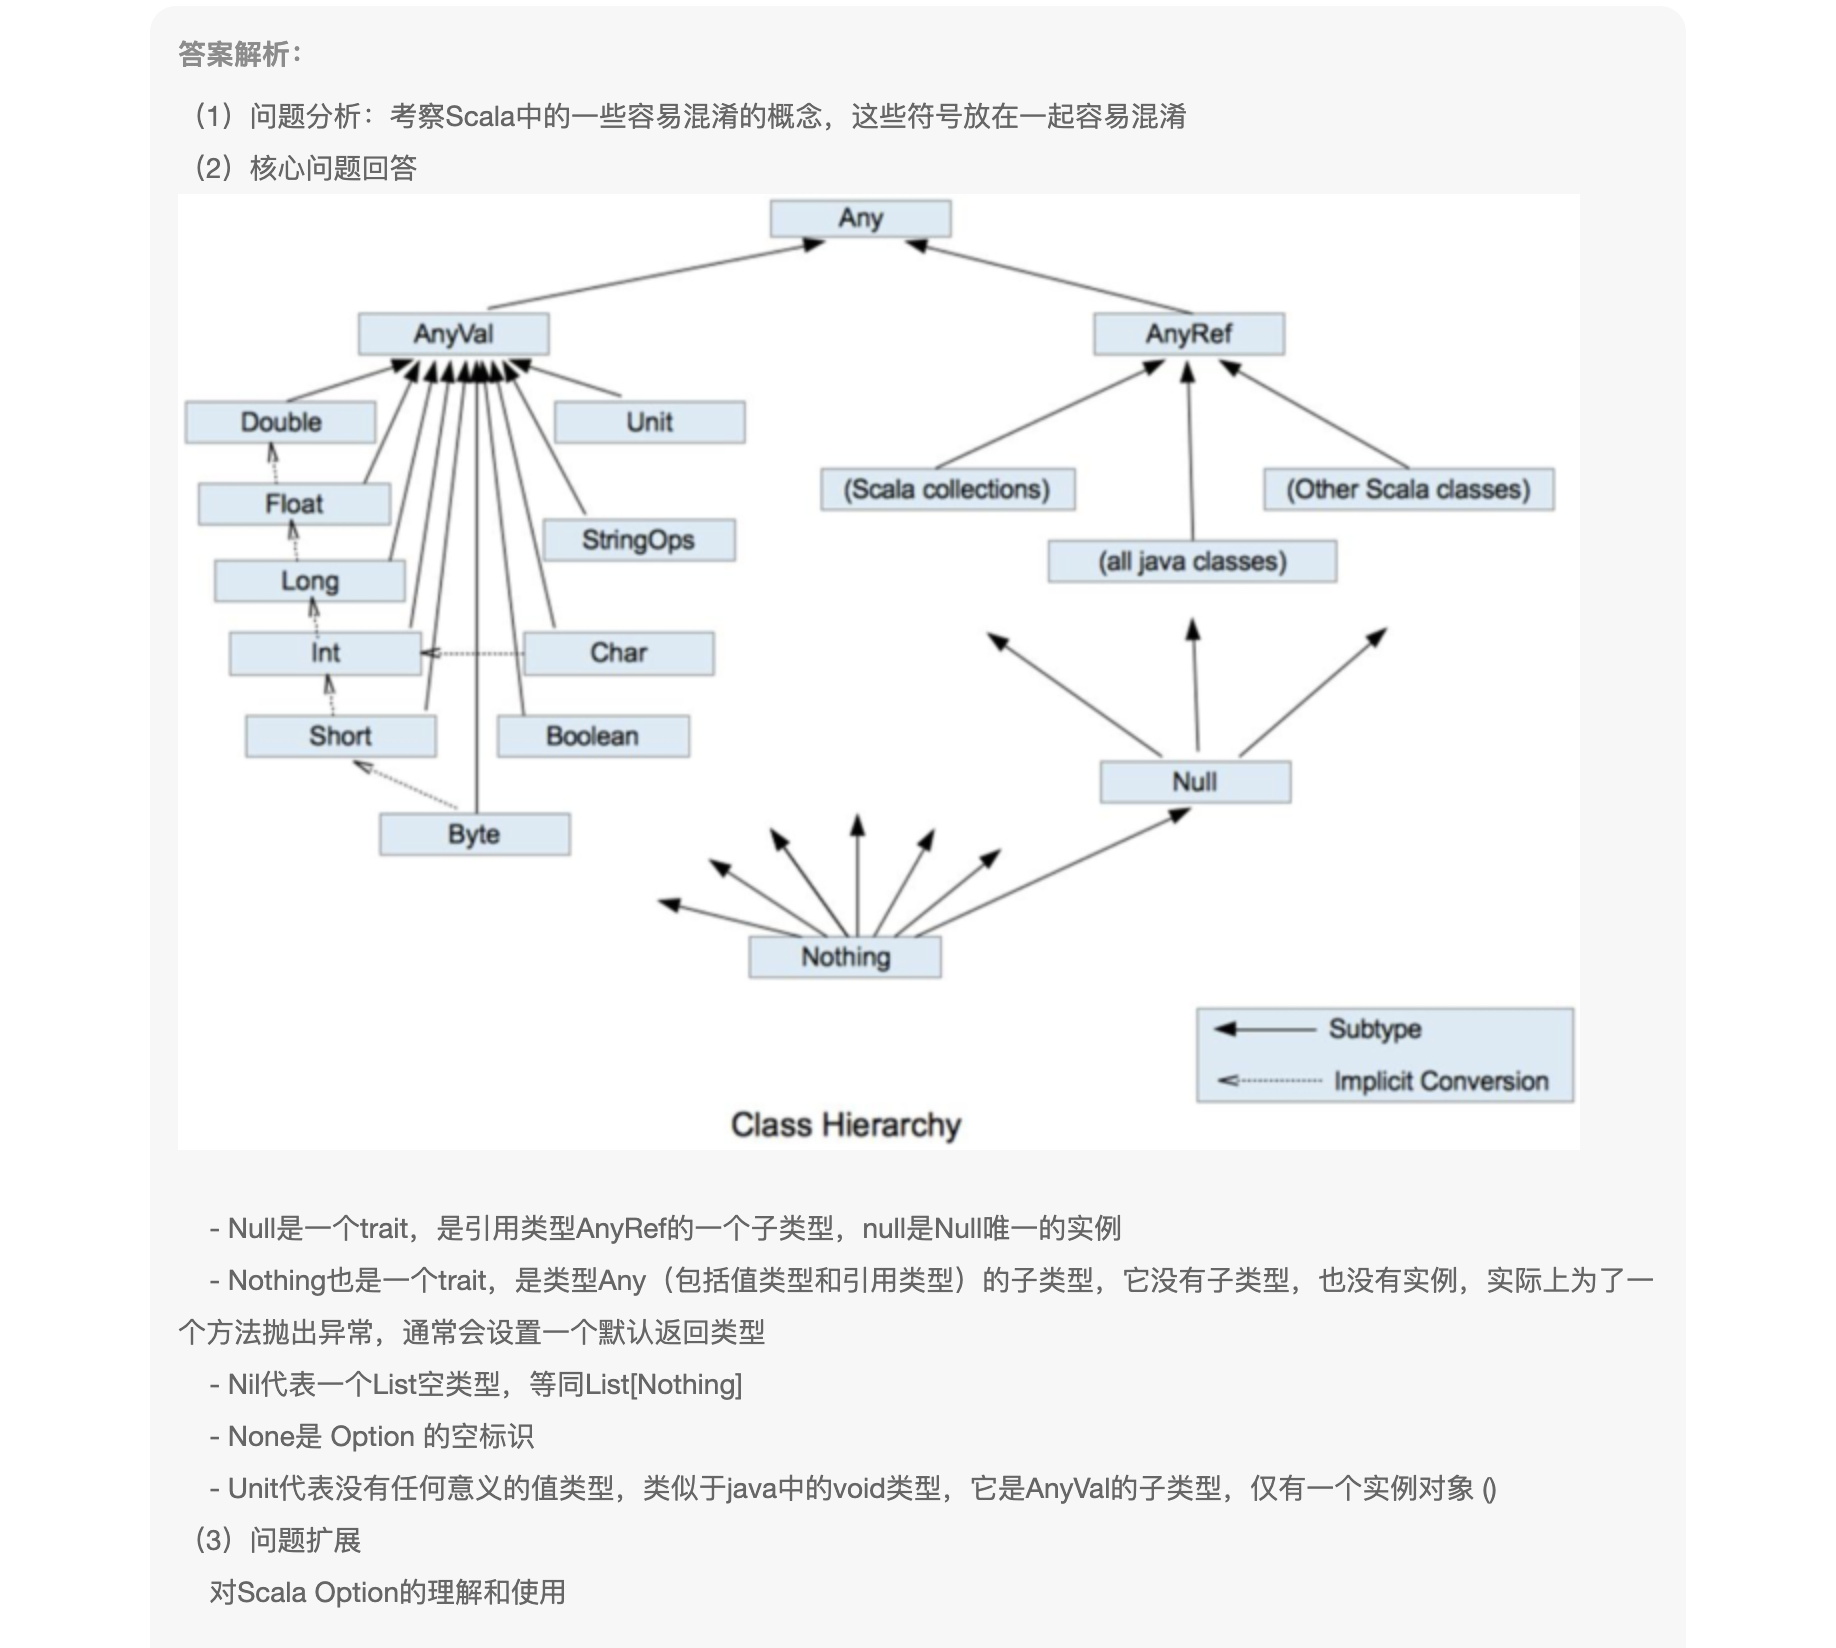 答案解析：
（1）问题分析：考察Scala中的一些容易混淆的概念，这些符号放在一起容易混淆
（2）核心问题回答
Any
AnyVal
AnyRef
Double
Unit
Float
(Scala collections)
(Other Scala classes)
StringOps
(all java classes)
Long
Int
Char
Short
Boolean
Null
Byte
Nothing
Subtype
Implicit Conversion
Class Hierarchy
- Null是一个trait，是引用类型AnyRef的一个子类型，null是Null唯一的实例
- Nothing也是一个trait，是类型Any（包括值类型和引用类型）的子类型，它没有子类型，也没有实例，实际上为了一
个方法抛出异常，通常会设置一个默认返回类型
- Nil代表一个List空类型，等同List[Nothing]
- None是 Option 的空标识
- Unit代表没有任何意义的值类型，类似于java中的void类型，它是AnyVal的子类型，仅有一个实例对象 ()
（3）问题扩展
对Scala Option的理解和使用